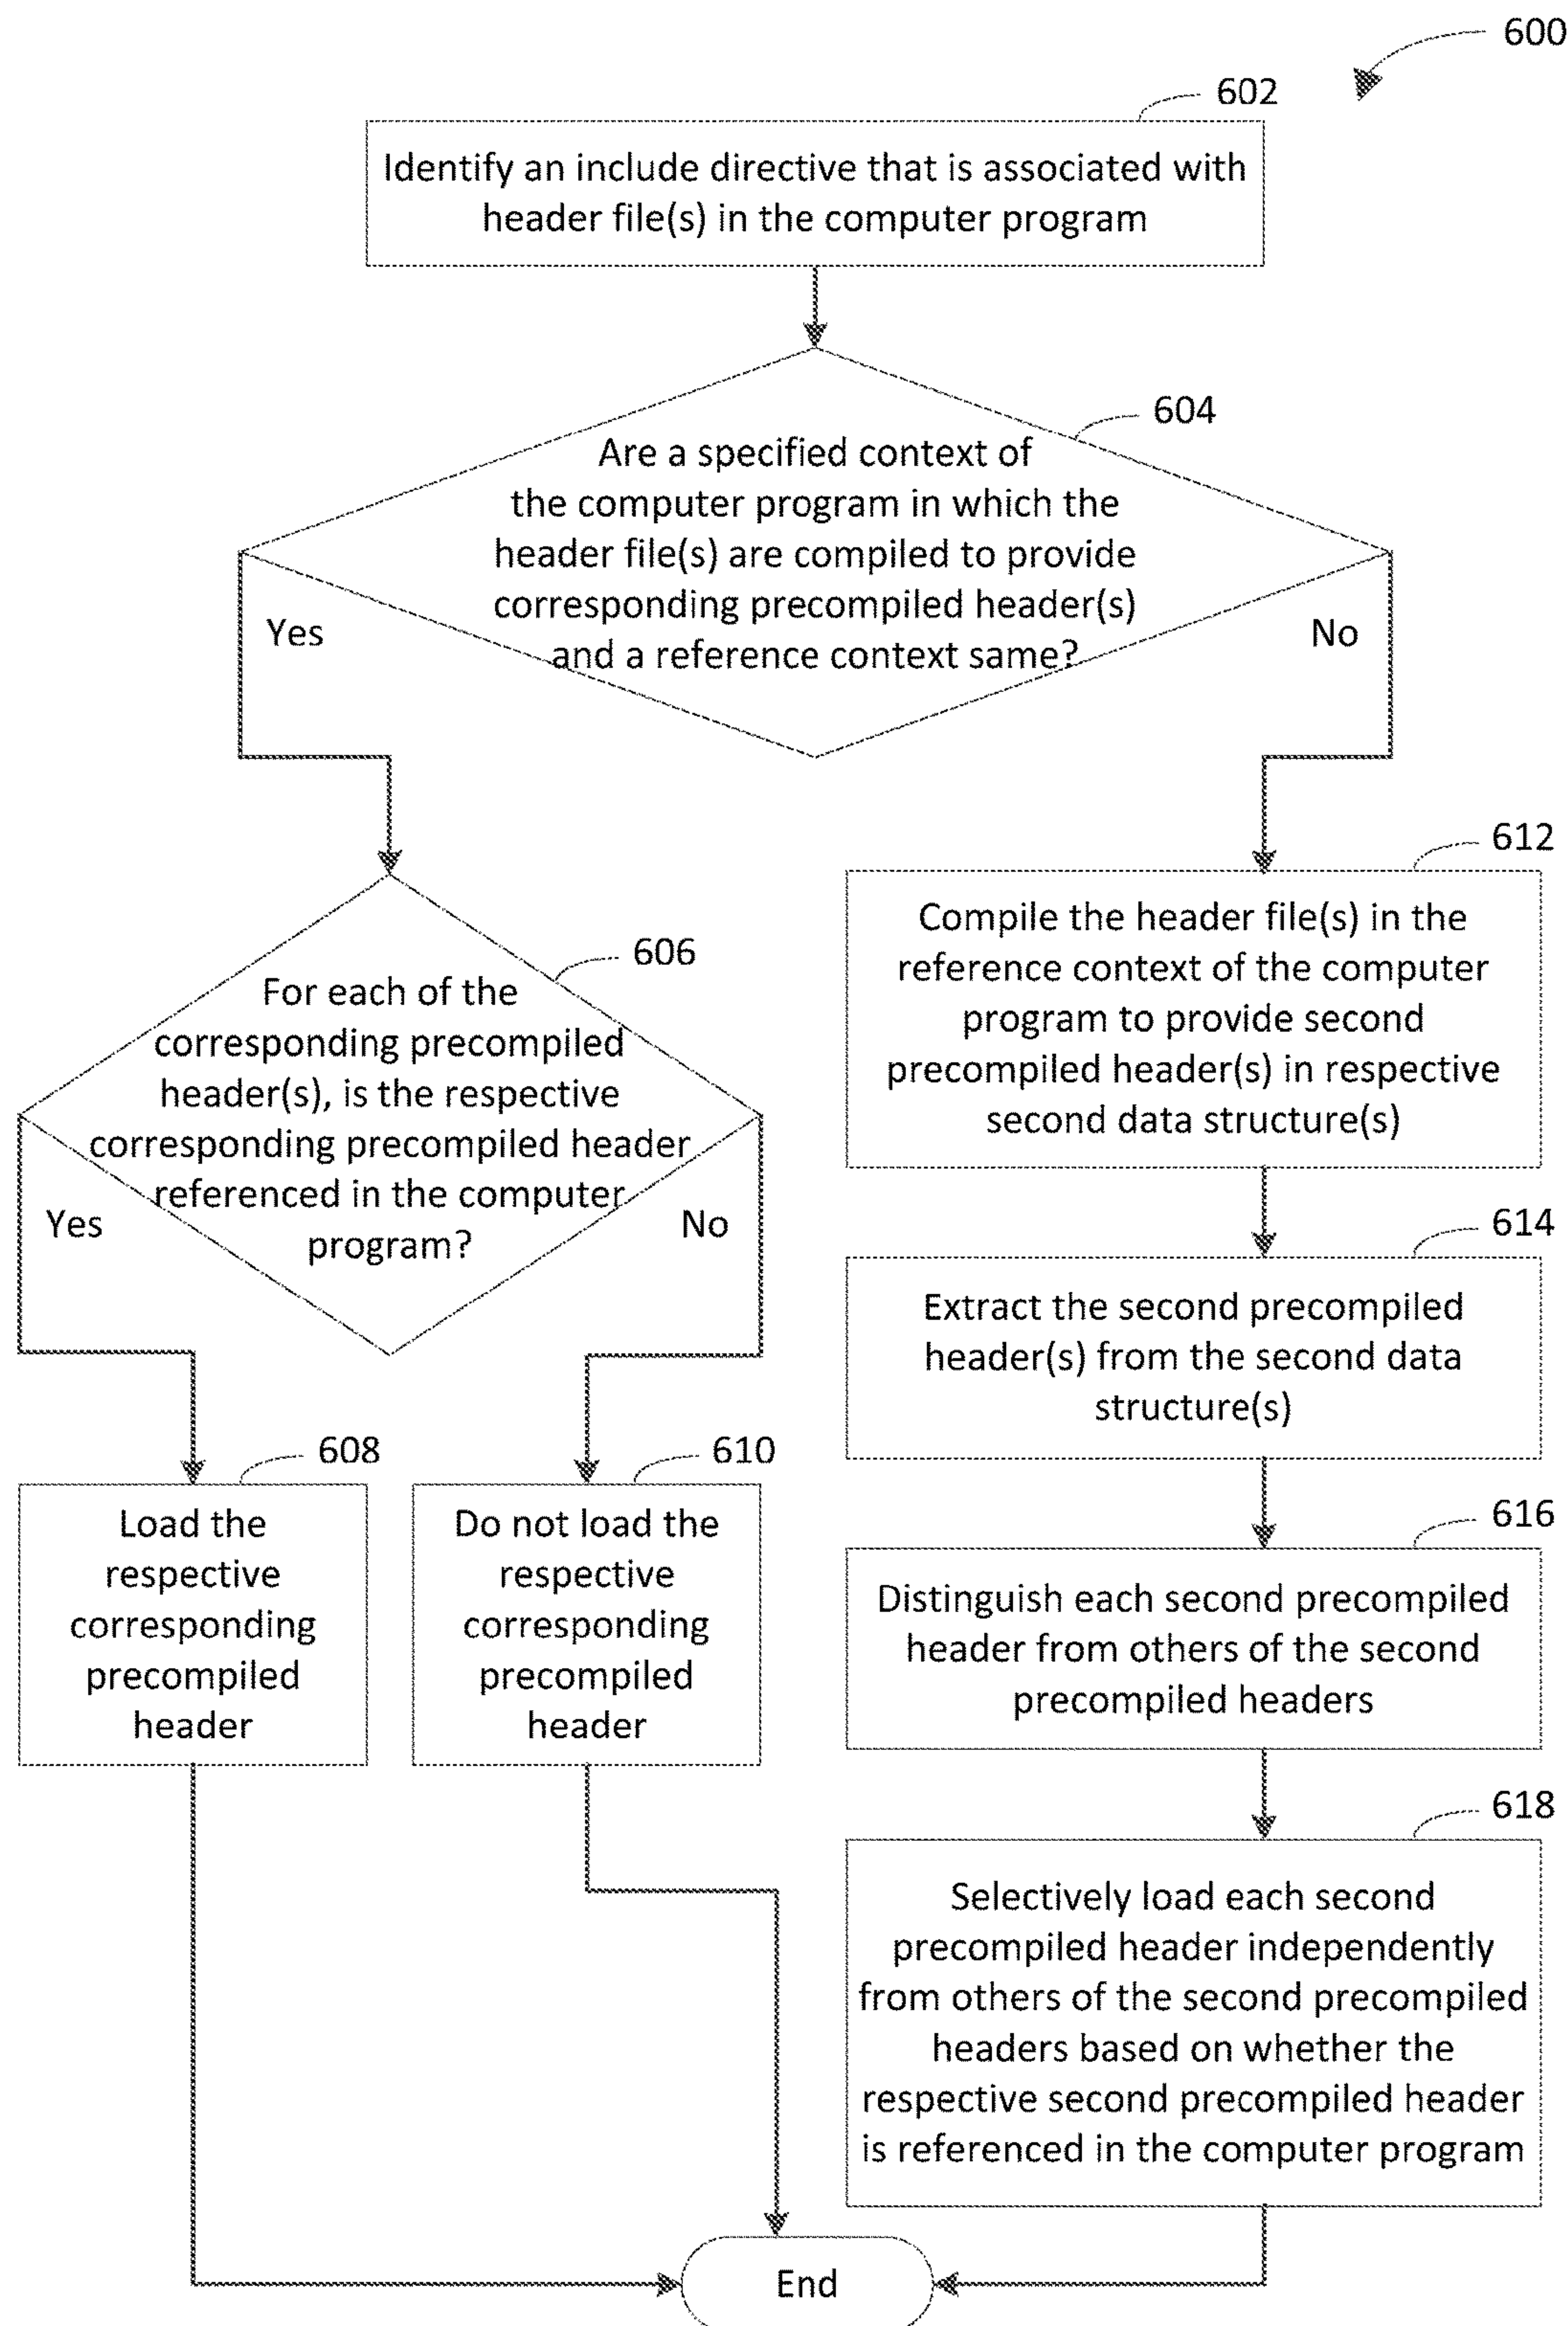 600
602
Identify an include directive that is associated with
header file(s) in the computer program
604
Are a specified context of
the computer program in which the
header file(s) are compiled to provide
corresponding precompiled header(s)
and a reference context same?
Yes
No
606
For each of the
corresponding precompiled
header(s), is the respective
corresponding precompiled header
referenced in the computer
program?
Yes
No
608
Load the
respective
corresponding
precompiled
header
610
Do not load the
respective
corresponding
precompiled
header
612
Compile the header file(s) in the
reference context of the computer
program to provide second
precompiled header(s) in respective
second data structure(s)
614
Extract the second precompiled
header(s) from the second data
structure(s)
616
Distinguish each second precompiled
header from others of the second
precompiled headers
618
Selectively load each second
precompiled header independently
from others of the second precompiled
headers based on whether the
respective second precompiled header
is referenced in the computer program
End